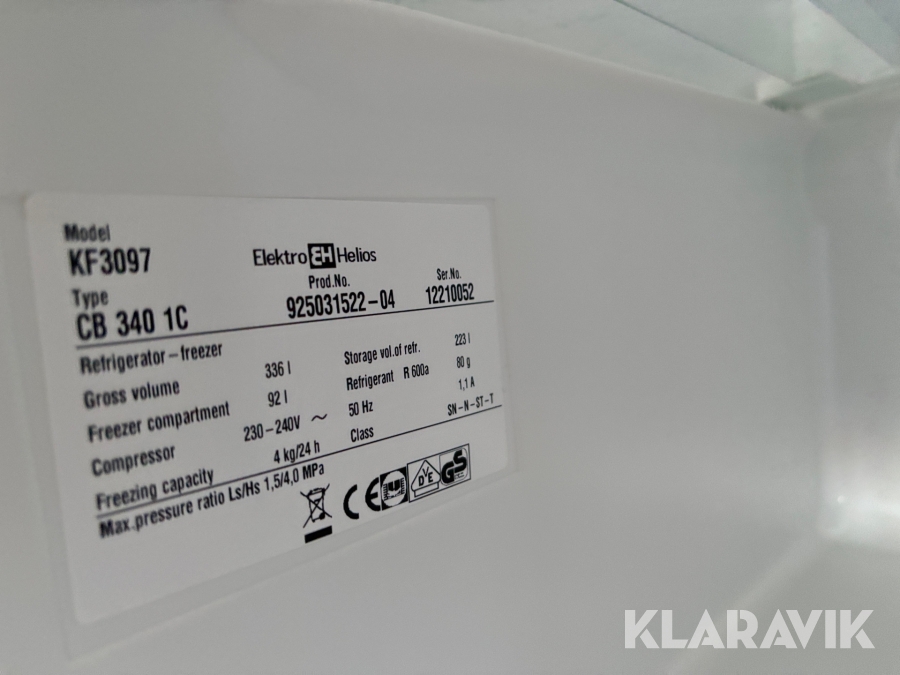 Model
KF3097
Elektro EH Helios
Type
Prod.No.
Ser.No.
CB 340 1C
925031522-04
12210052
Refrigerator-freezer
Gross volume 336 l Storage vol.of refr. 223 l
Freezer compartment 92 l Refrigerant R 600a 80 g
Compressor 230-240V ~ 50 Hz 1,1 A
Freezing capacity 4 kg/24 h Class SN-N-ST-T
Max.pressure ratio Ls/Hs 1,5/4,0 MPa
CE DVE GS
KLARAVIK